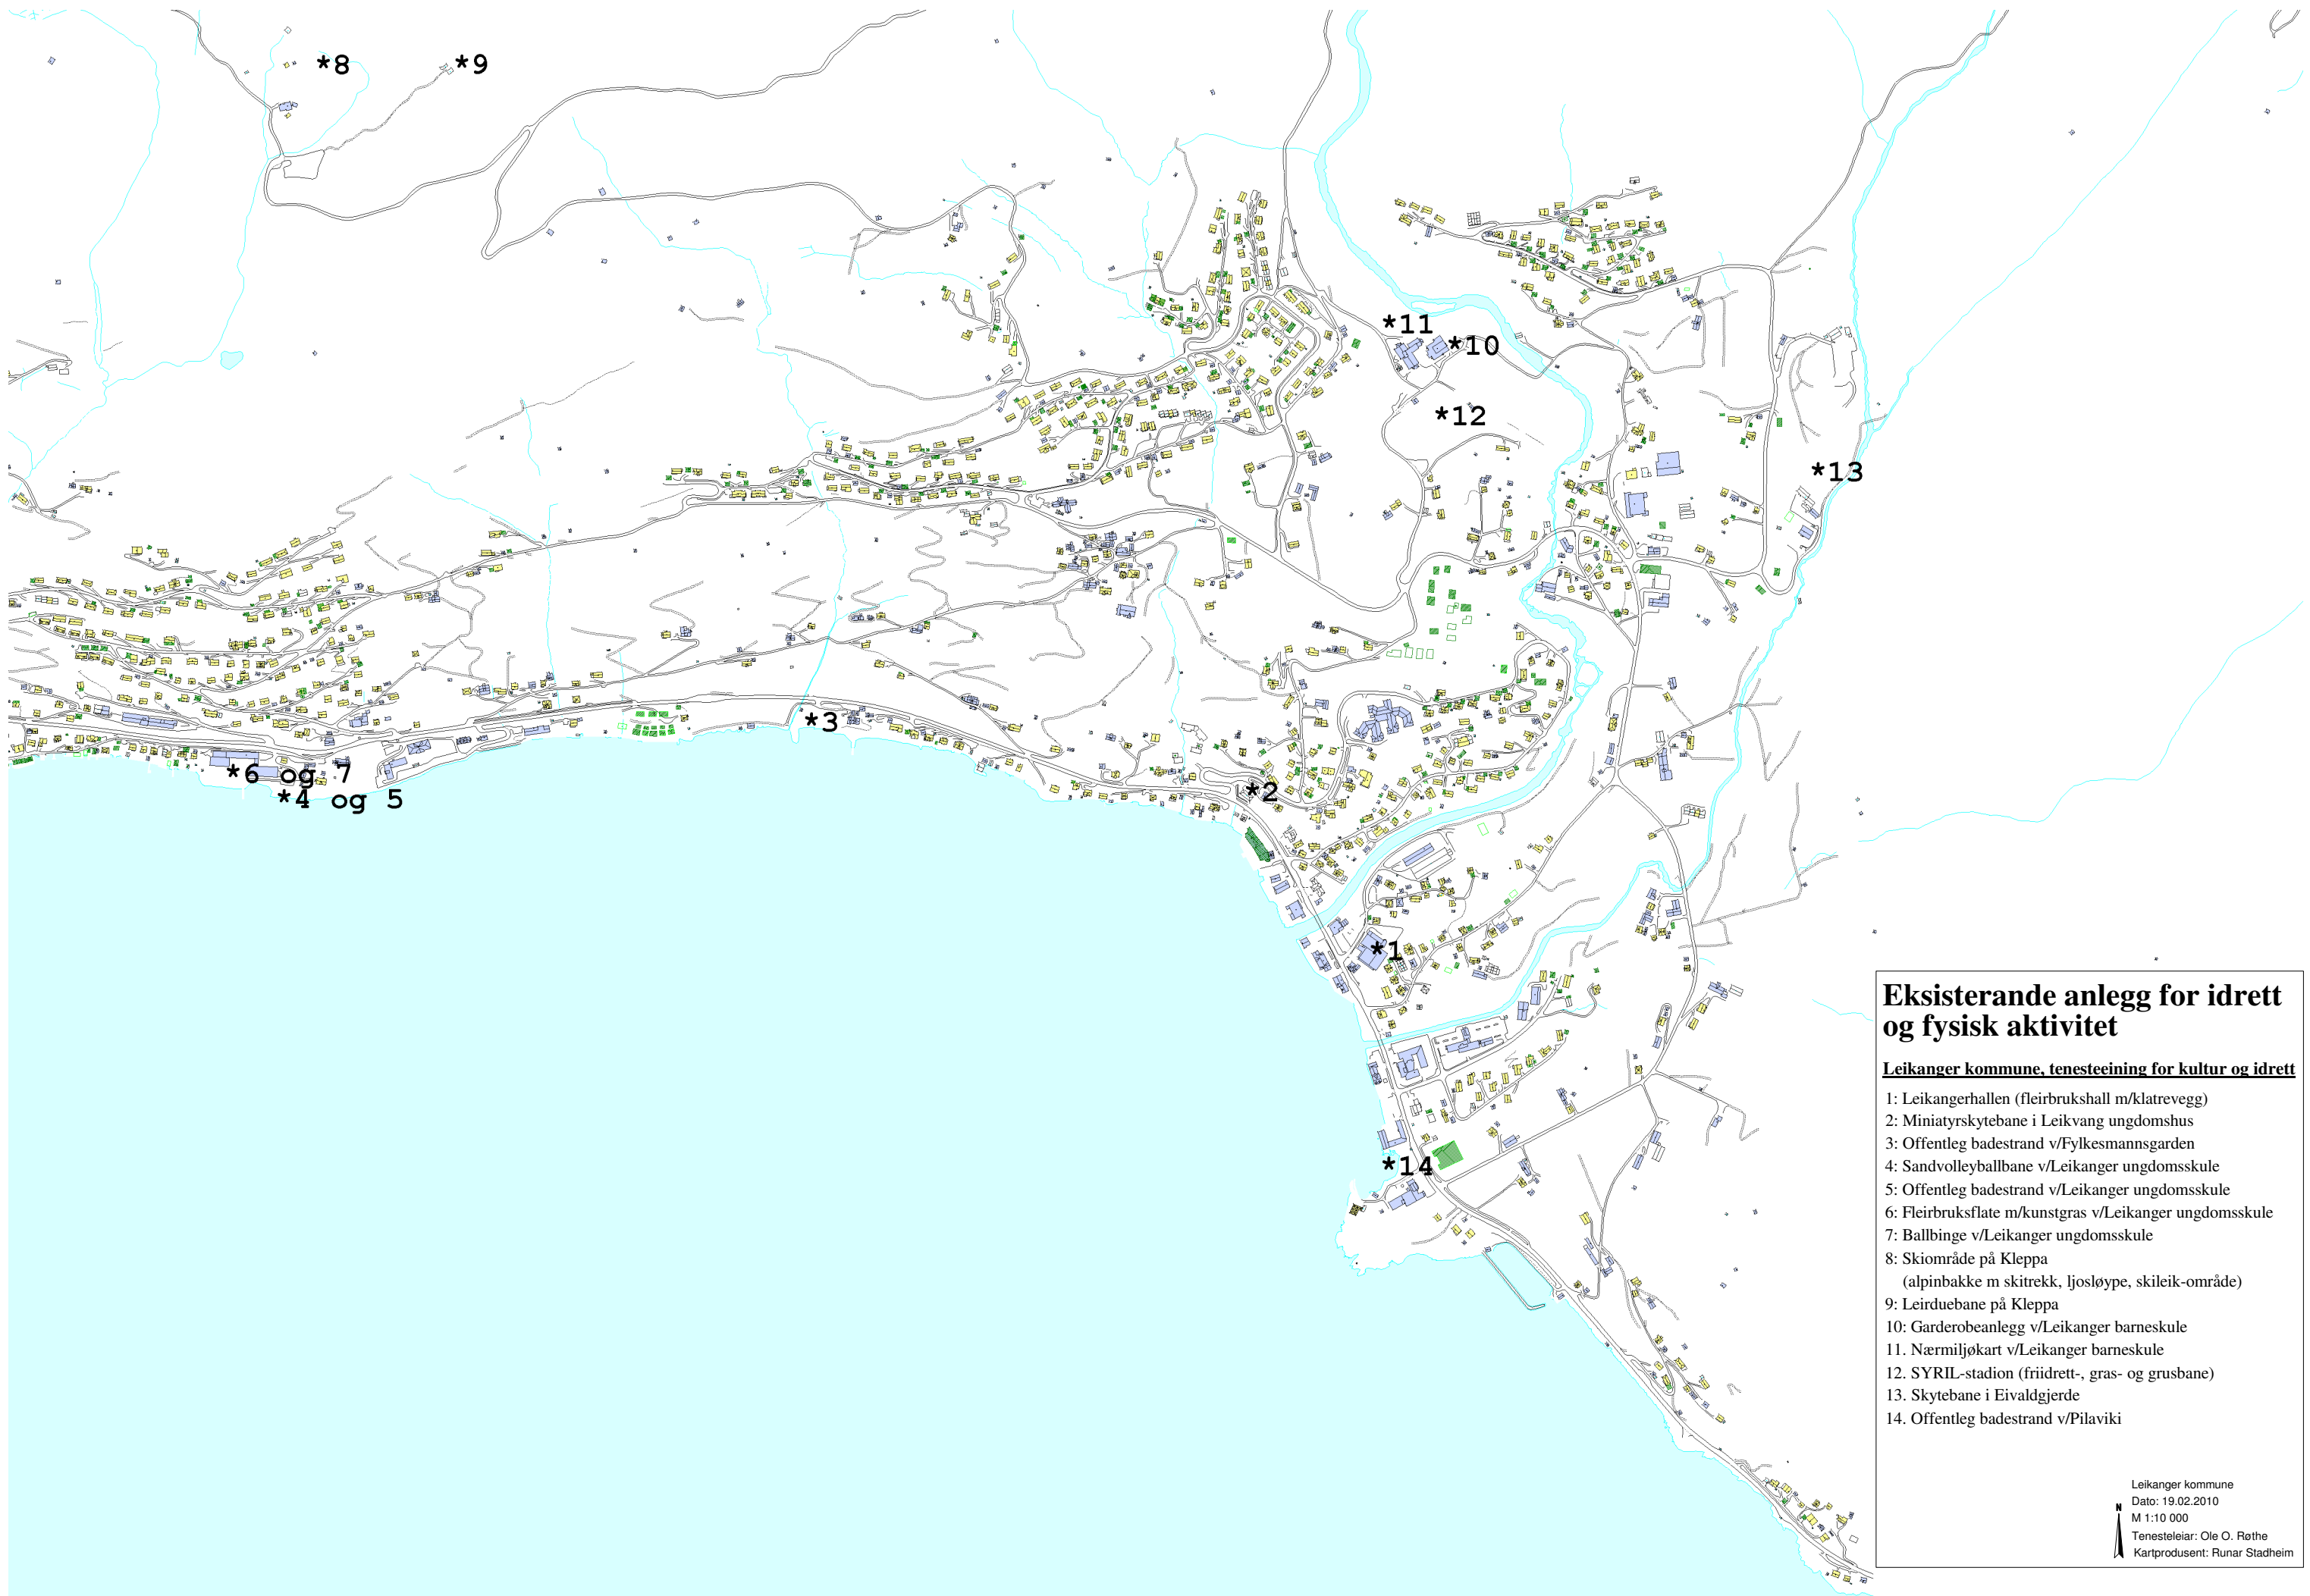 *8
*9
*11
*10
*12
*13
*3
*6 og 7
*4 og 5
*2
*1
*14
Eksisterande anlegg for idrett
og fysisk aktivitet
Leikanger kommune, tenesteeining for kultur og idrett
1: Leikangerhallen (fleirbrukshall m/klatrevegg)
2: Miniatyrskytebane i Leikvang ungdomshus
3: Offentleg badestrand v/Fylkesmannsgarden
4: Sandvolleyballbane v/Leikanger ungdomsskule
5: Offentleg badestrand v/Leikanger ungdomsskule
6: Fleirbruksflate m/kunstgras v/Leikanger ungdomsskule
7: Ballbinge v/Leikanger ungdomsskule
8: Skiområde på Kleppa
(alpinbakke m skitrekk, ljosløype, skileik-område)
9: Leirduebane på Kleppa
10: Garderobeanlegg v/Leikanger barneskule
11. Nærmiljøkart v/Leikanger barneskule
12. SYRIL-stadion (friidrett-, gras- og grusbane)
13. Skytebane i Eivaldgjerde
14. Offentleg badestrand v/Pilaviki
Leikanger kommune
Dato: 19.02.2010
N
M 1:10 000
Tenesteleiar: Ole O. Røthe
Kartprodusent: Runar Stadheim